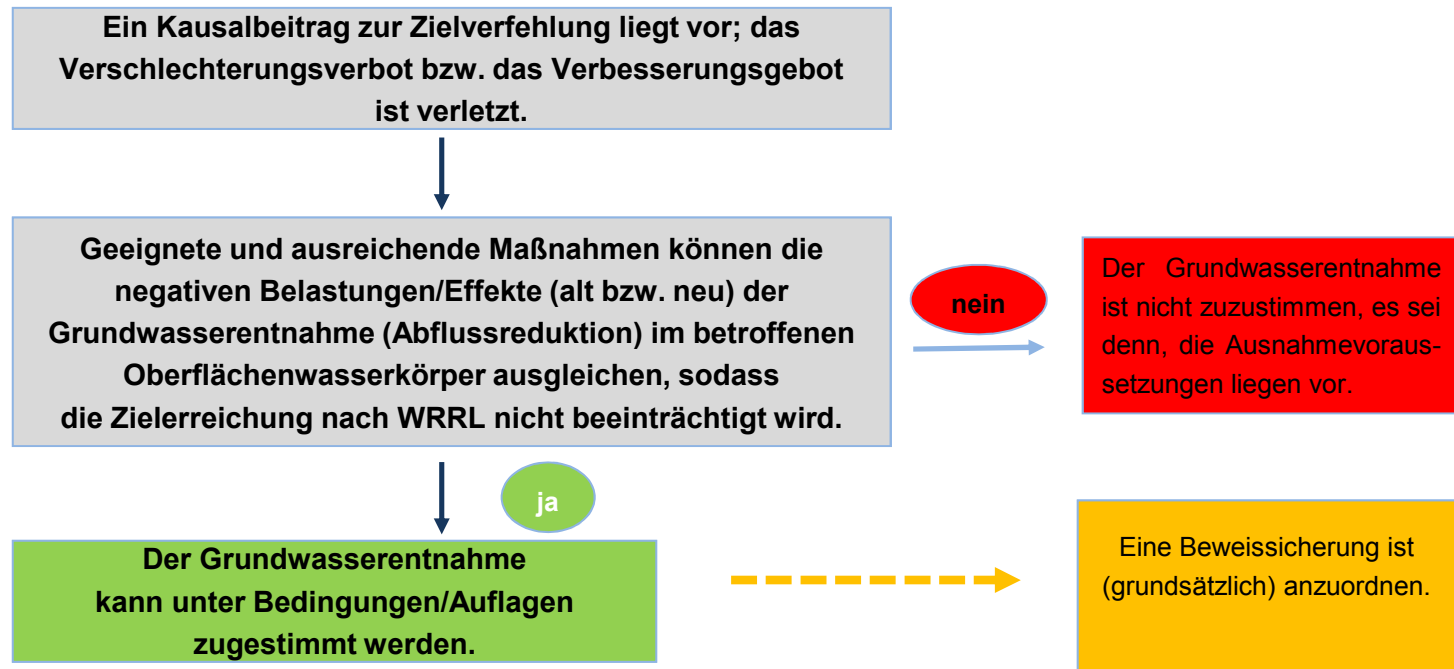 Ein Kausalbeitrag zur Zielverfehlung liegt vor; das
Verschlechterungsverbot bzw. das Verbesserungsgebot
ist verletzt.
Geeignete und ausreichende Maßnahmen können die
negativen Belastungen/Effekte (alt bzw. neu) der
Grundwasserentnahme (Abflussreduktion) im betroffenen
Oberflächenwasserkörper ausgleichen, sodass
die Zielerreichung nach WRRL nicht beeinträchtigt wird.
nein
Der Grundwasserentnahme
ist nicht zuzustimmen, es sei
denn, die Ausnahmevoraus-
setzungen liegen vor.
ja
Der Grundwasserentnahme
kann unter Bedingungen/Auflagen
zugestimmt werden.
Eine Beweissicherung ist
(grundsätzlich) anzuordnen.